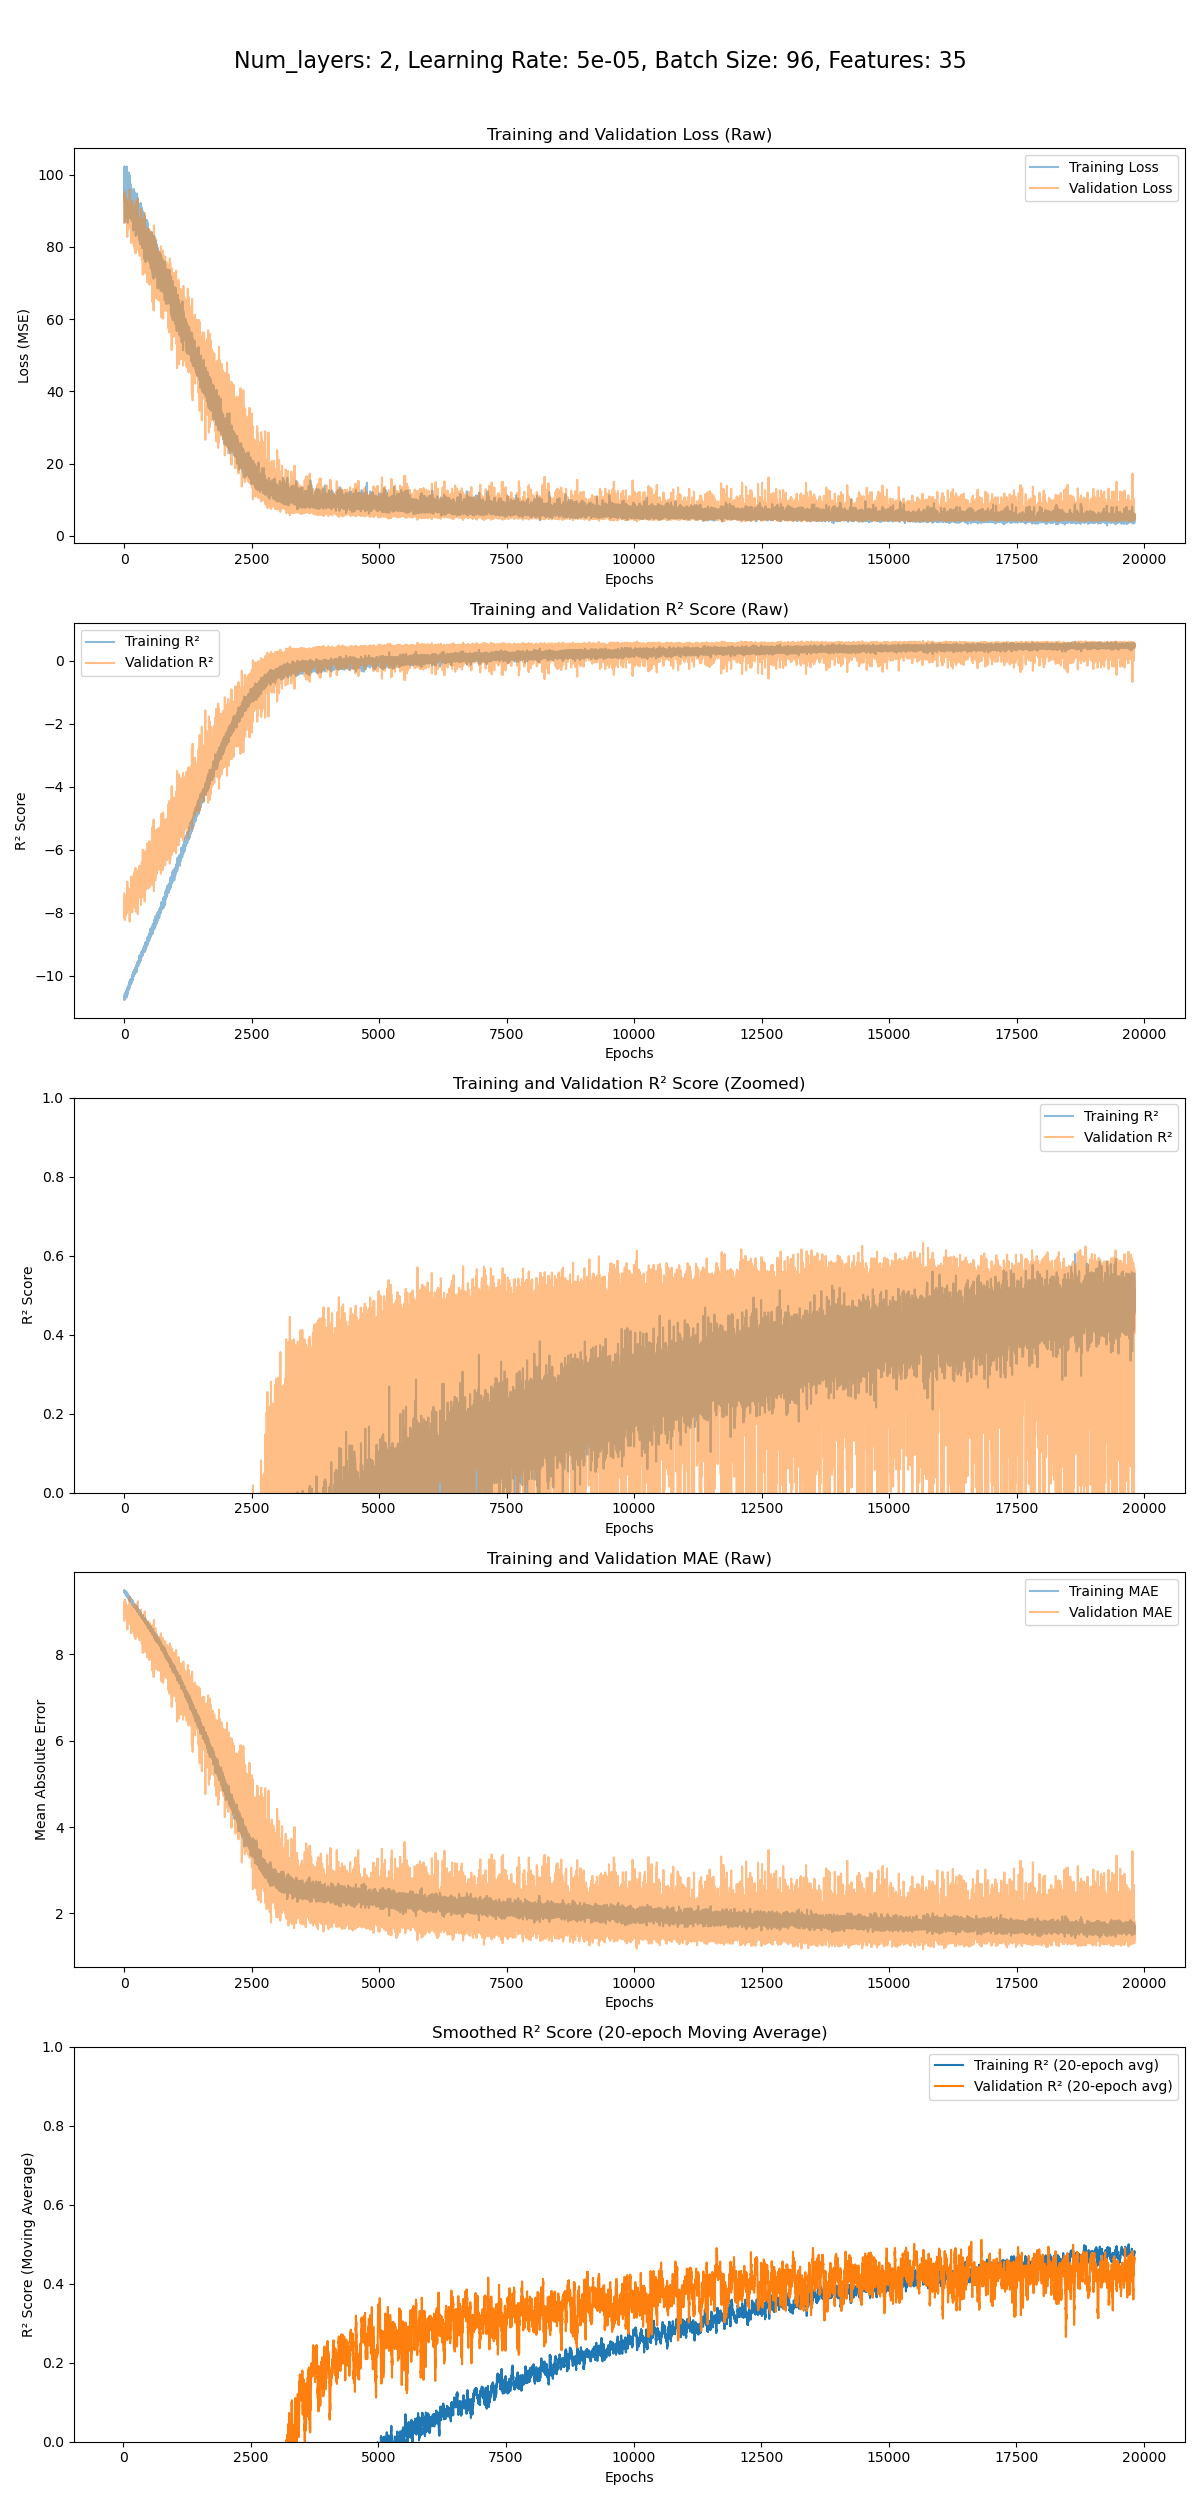 Num_layers: 2, Learning Rate: 5e-05, Batch Size: 96, Features: 35
Training and Validation Loss (Raw)
Training Loss
Validation Loss
100
80
60
40
20
0
Loss (MSE)
0 2500 5000 7500 10000 12500 15000 17500 20000
Epochs
Training and Validation R² Score (Raw)
Training R²
Validation R²
0
−2
−4
−6
−8
−10
R² Score
0 2500 5000 7500 10000 12500 15000 17500 20000
Epochs
Training and Validation R² Score (Zoomed)
Training R²
Validation R²
1.0
0.8
0.6
0.4
0.2
0.0
R² Score
0 2500 5000 7500 10000 12500 15000 17500 20000
Epochs
Training and Validation MAE (Raw)
Training MAE
Validation MAE
8
6
4
2
Mean Absolute Error
0 2500 5000 7500 10000 12500 15000 17500 20000
Epochs
Smoothed R² Score (20-epoch Moving Average)
Training R² (20-epoch avg)
Validation R² (20-epoch avg)
1.0
0.8
0.6
0.4
0.2
0.0
R² Score (Moving Average)
0 2500 5000 7500 10000 12500 15000 17500 20000
Epochs